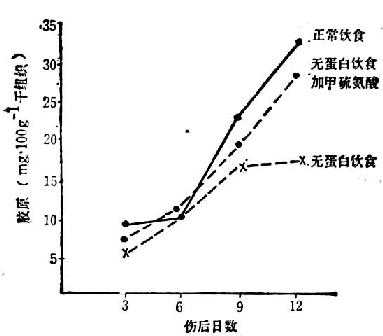 胶原（mg·100g⁻¹干组织）
35
30
25
20
15
10
5
正常饮食
无蛋白饮食
加甲硫氨酸
无蛋白饮食
3 6 9 12
伤后日数